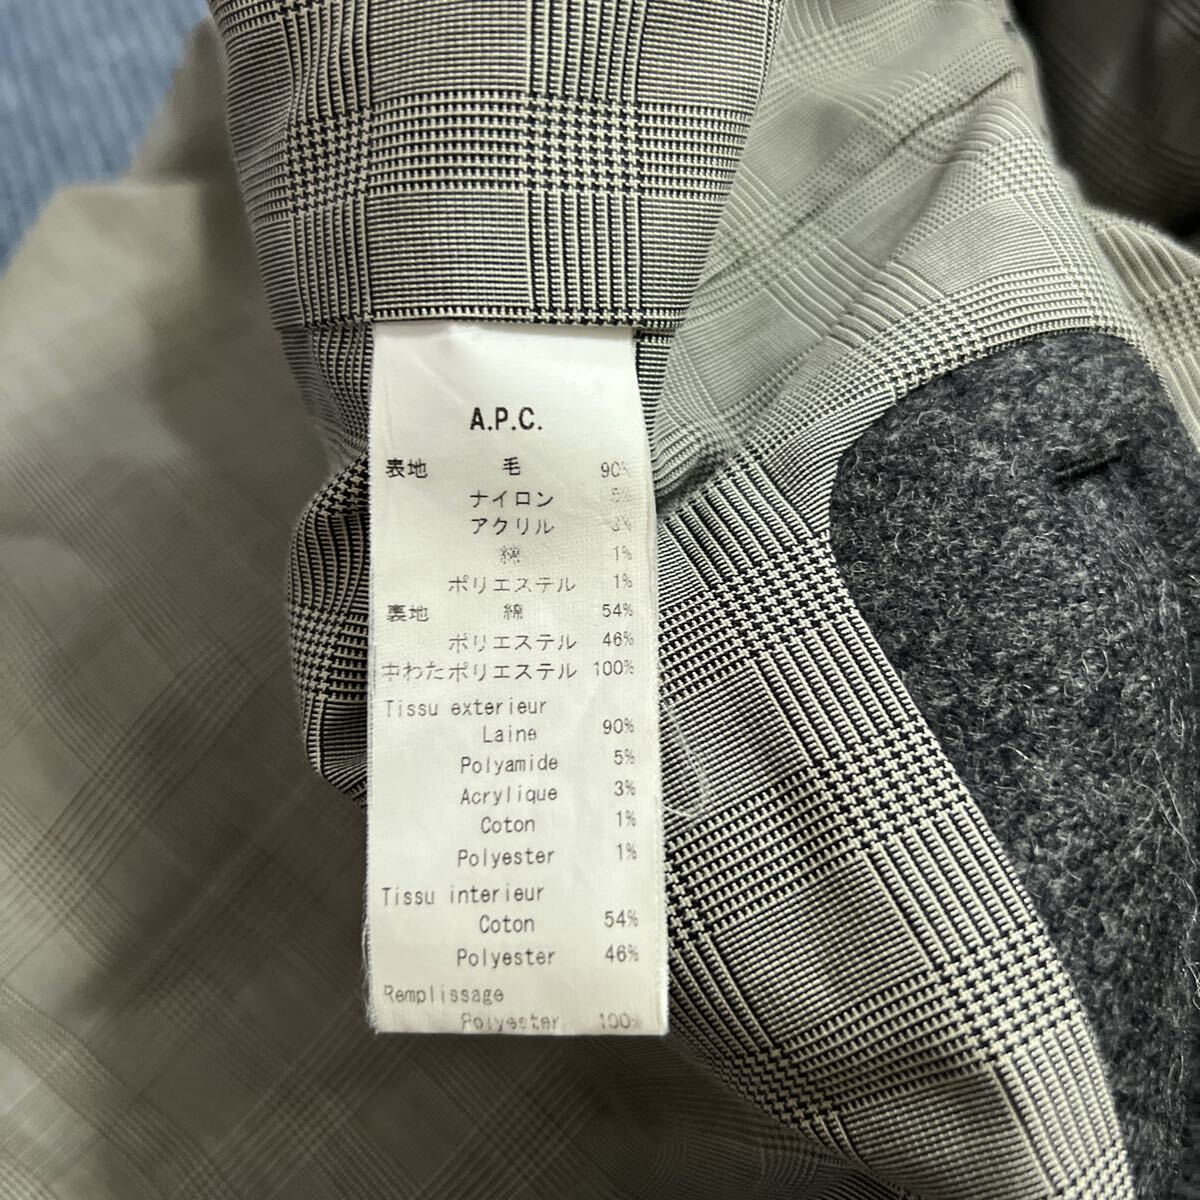 A.P.C.
表地 毛 90%
ナイロン 5%
アクリル 3%
綿 1%
ポリエステル 1%
裏地 綿 54%
ポリエステル 46%
中わたポリエステル 100%
Tissu exterieur
Laine 90%
Polyamide 5%
Acrylique 3%
Coton 1%
Polyester 1%
Tissu interieur
Coton 54%
Polyester 46%
Remplissage
Polyester 100%